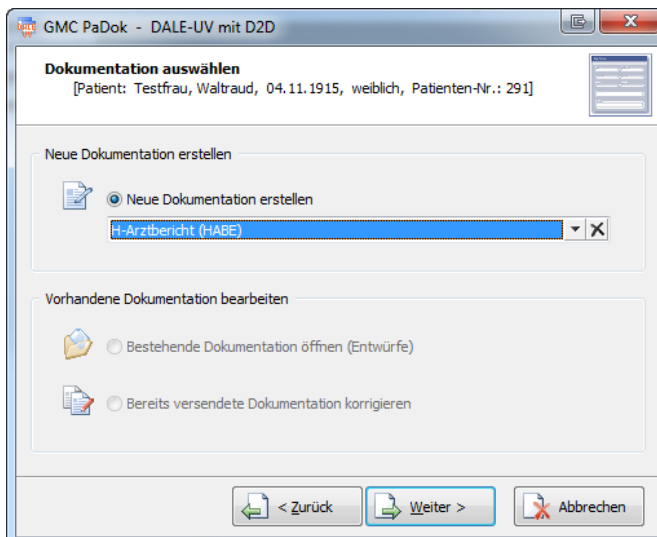 GMC PaDok - DALE-UV mit D2D
Dokumentation auswählen
[Patient: Testfrau, Waltraud, 04.11.1915, weiblich, Patienten-Nr.: 291]
Neue Dokumentation erstellen
Neue Dokumentation erstellen
H-Arztbericht (HABE)
Vorhandene Dokumentation bearbeiten
Bestehende Dokumentation öffnen (Entwürfe)
Bereits versendete Dokumentation korrigieren
< Zurück
Weiter >
Abbrechen